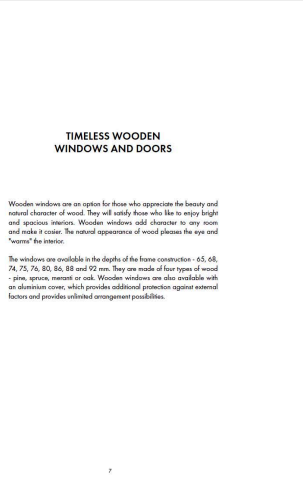 TIMELESS WOODEN
WINDOWS AND DOORS
Wooden windows are an option for those who appreciate the beauty and
natural character of wood. They will satisfy those who like to enjoy bright
and spacious interiors. Wooden windows add character to any room
and make it cosier. The natural appearance of wood pleases the eye and
"warms" the interior.
The windows are available in the depths of the frame construction - 65, 68,
74, 75, 76, 80, 86, 88 and 92 mm. They are made of four types of wood
- pine, spruce, meranti or oak. Wooden windows are also available with
an aluminium cover, which provides additional protection against external
factors and provides unlimited arrangement possibilities.
7